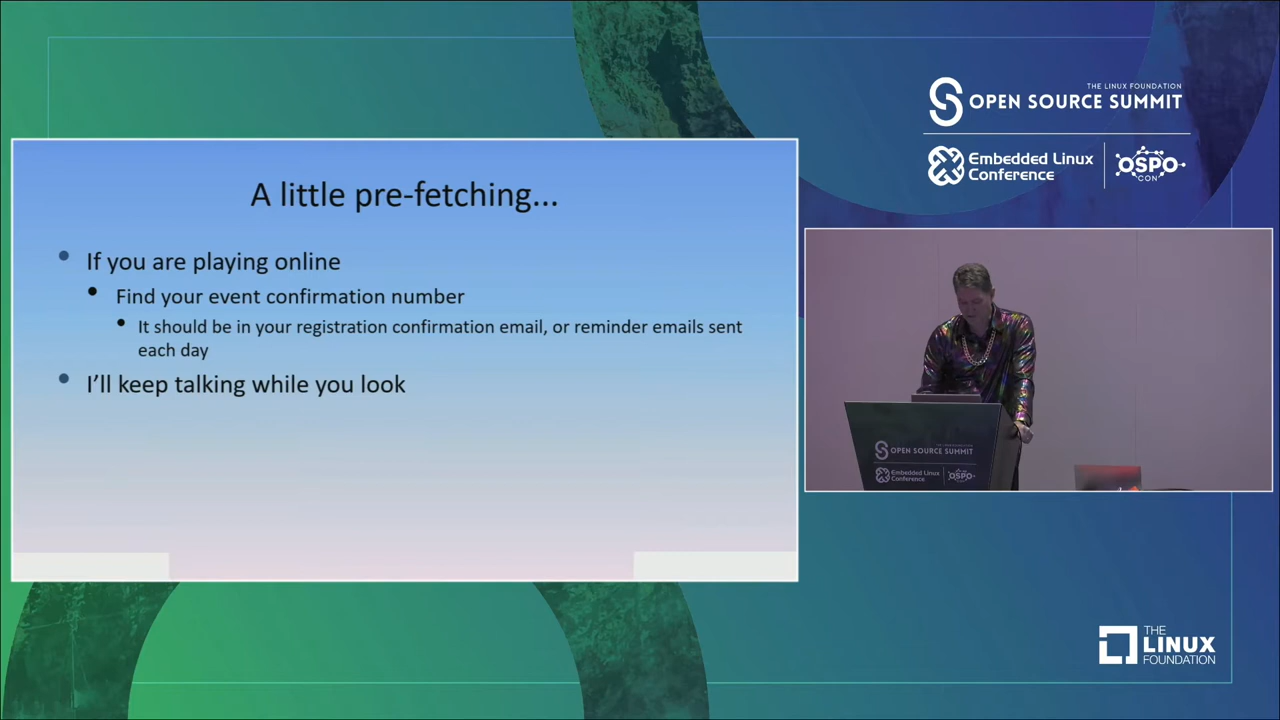 THE LINUX FOUNDATION
OPEN SOURCE SUMMIT
Embedded Linux
Conference
OSPO
CON
A little pre-fetching...
If you are playing online
Find your event confirmation number
It should be in your registration confirmation email, or reminder emails sent
each day
I'll keep talking while you look
OPEN SOURCE SUMMIT
Embedded Linux
Conference
OSPO
THE
LINUX
FOUNDATION